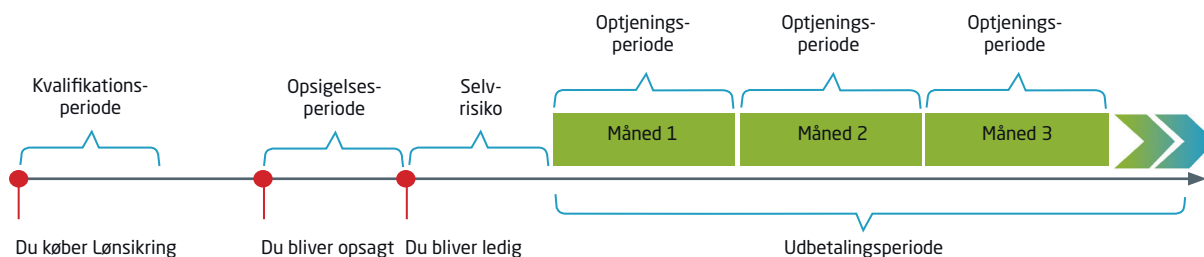 Kvalifikations-
periode
Opsigelses-
periode
Selv-
risiko
Optjenings-
periode
Optjenings-
periode
Optjenings-
periode
Måned 1
Måned 2
Måned 3
Du køber Lønsikring
Du bliver opsagt
Du bliver ledig
Udbetalingsperiode